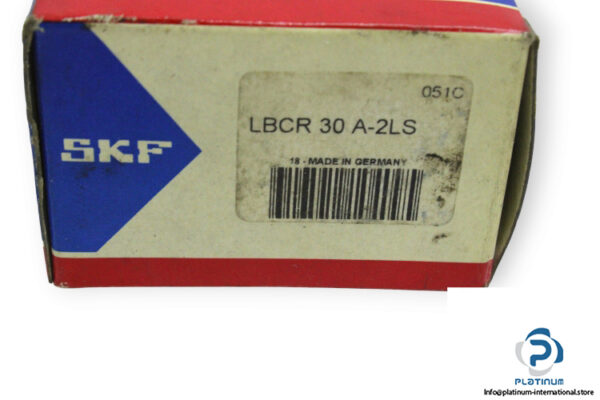 051C
LBCR 30 A-2LS
SKF
18 - MADE IN GERMANY
PLATINUM
Info@platinum-international.store